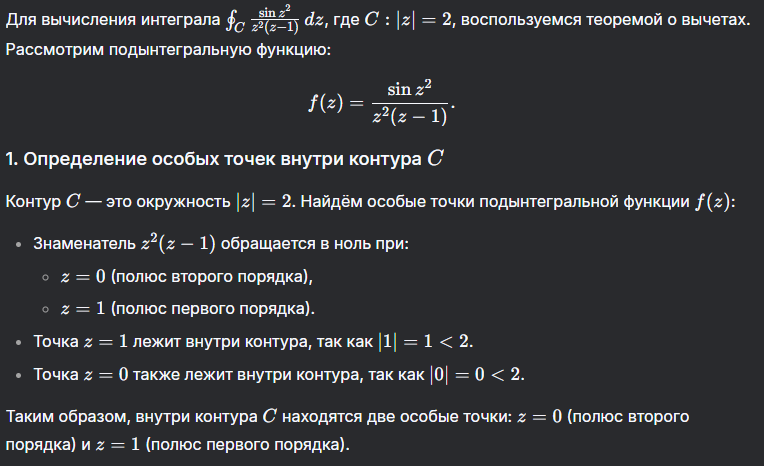 Для вычисления интеграла $\oint_C \frac{\sin z^2}{z^2(z-1)} \, dz$, где $C : |z| = 2$, воспользуемся теоремой о вычетах.
Рассмотрим подынтегральную функцию:
$f(z) = \frac{\sin z^2}{z^2(z-1)}.$
1. Определение особых точек внутри контура $C$
Контур $C$ — это окружность $|z| = 2$. Найдём особые точки подынтегральной функции $f(z)$:
• Знаменатель $z^2(z-1)$ обращается в ноль при:
◦ $z = 0$ (полюс второго порядка),
◦ $z = 1$ (полюс первого порядка).
• Точка $z = 1$ лежит внутри контура, так как $|1| = 1 < 2$.
• Точка $z = 0$ также лежит внутри контура, так как $|0| = 0 < 2$.
Таким образом, внутри контура $C$ находятся две особые точки: $z = 0$ (полюс второго
порядка) и $z = 1$ (полюс первого порядка).